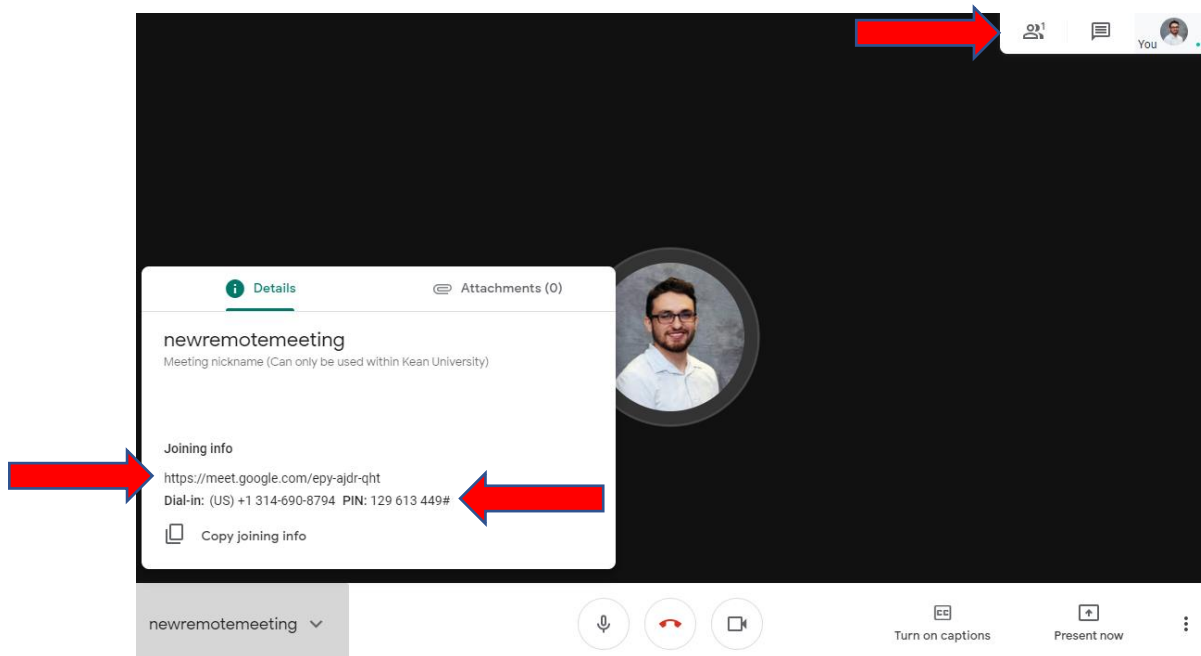 1
You
Details
Attachments (0)
newremotemeeting
Meeting nickname (Can only be used within Kean University)
Joining info
https://meet.google.com/epy-ajdr-qht
Dial-in: (US) +1 314-690-8794 PIN: 129 613 449#
Copy joining info
newremotemeeting
CC
Turn on captions
Present now